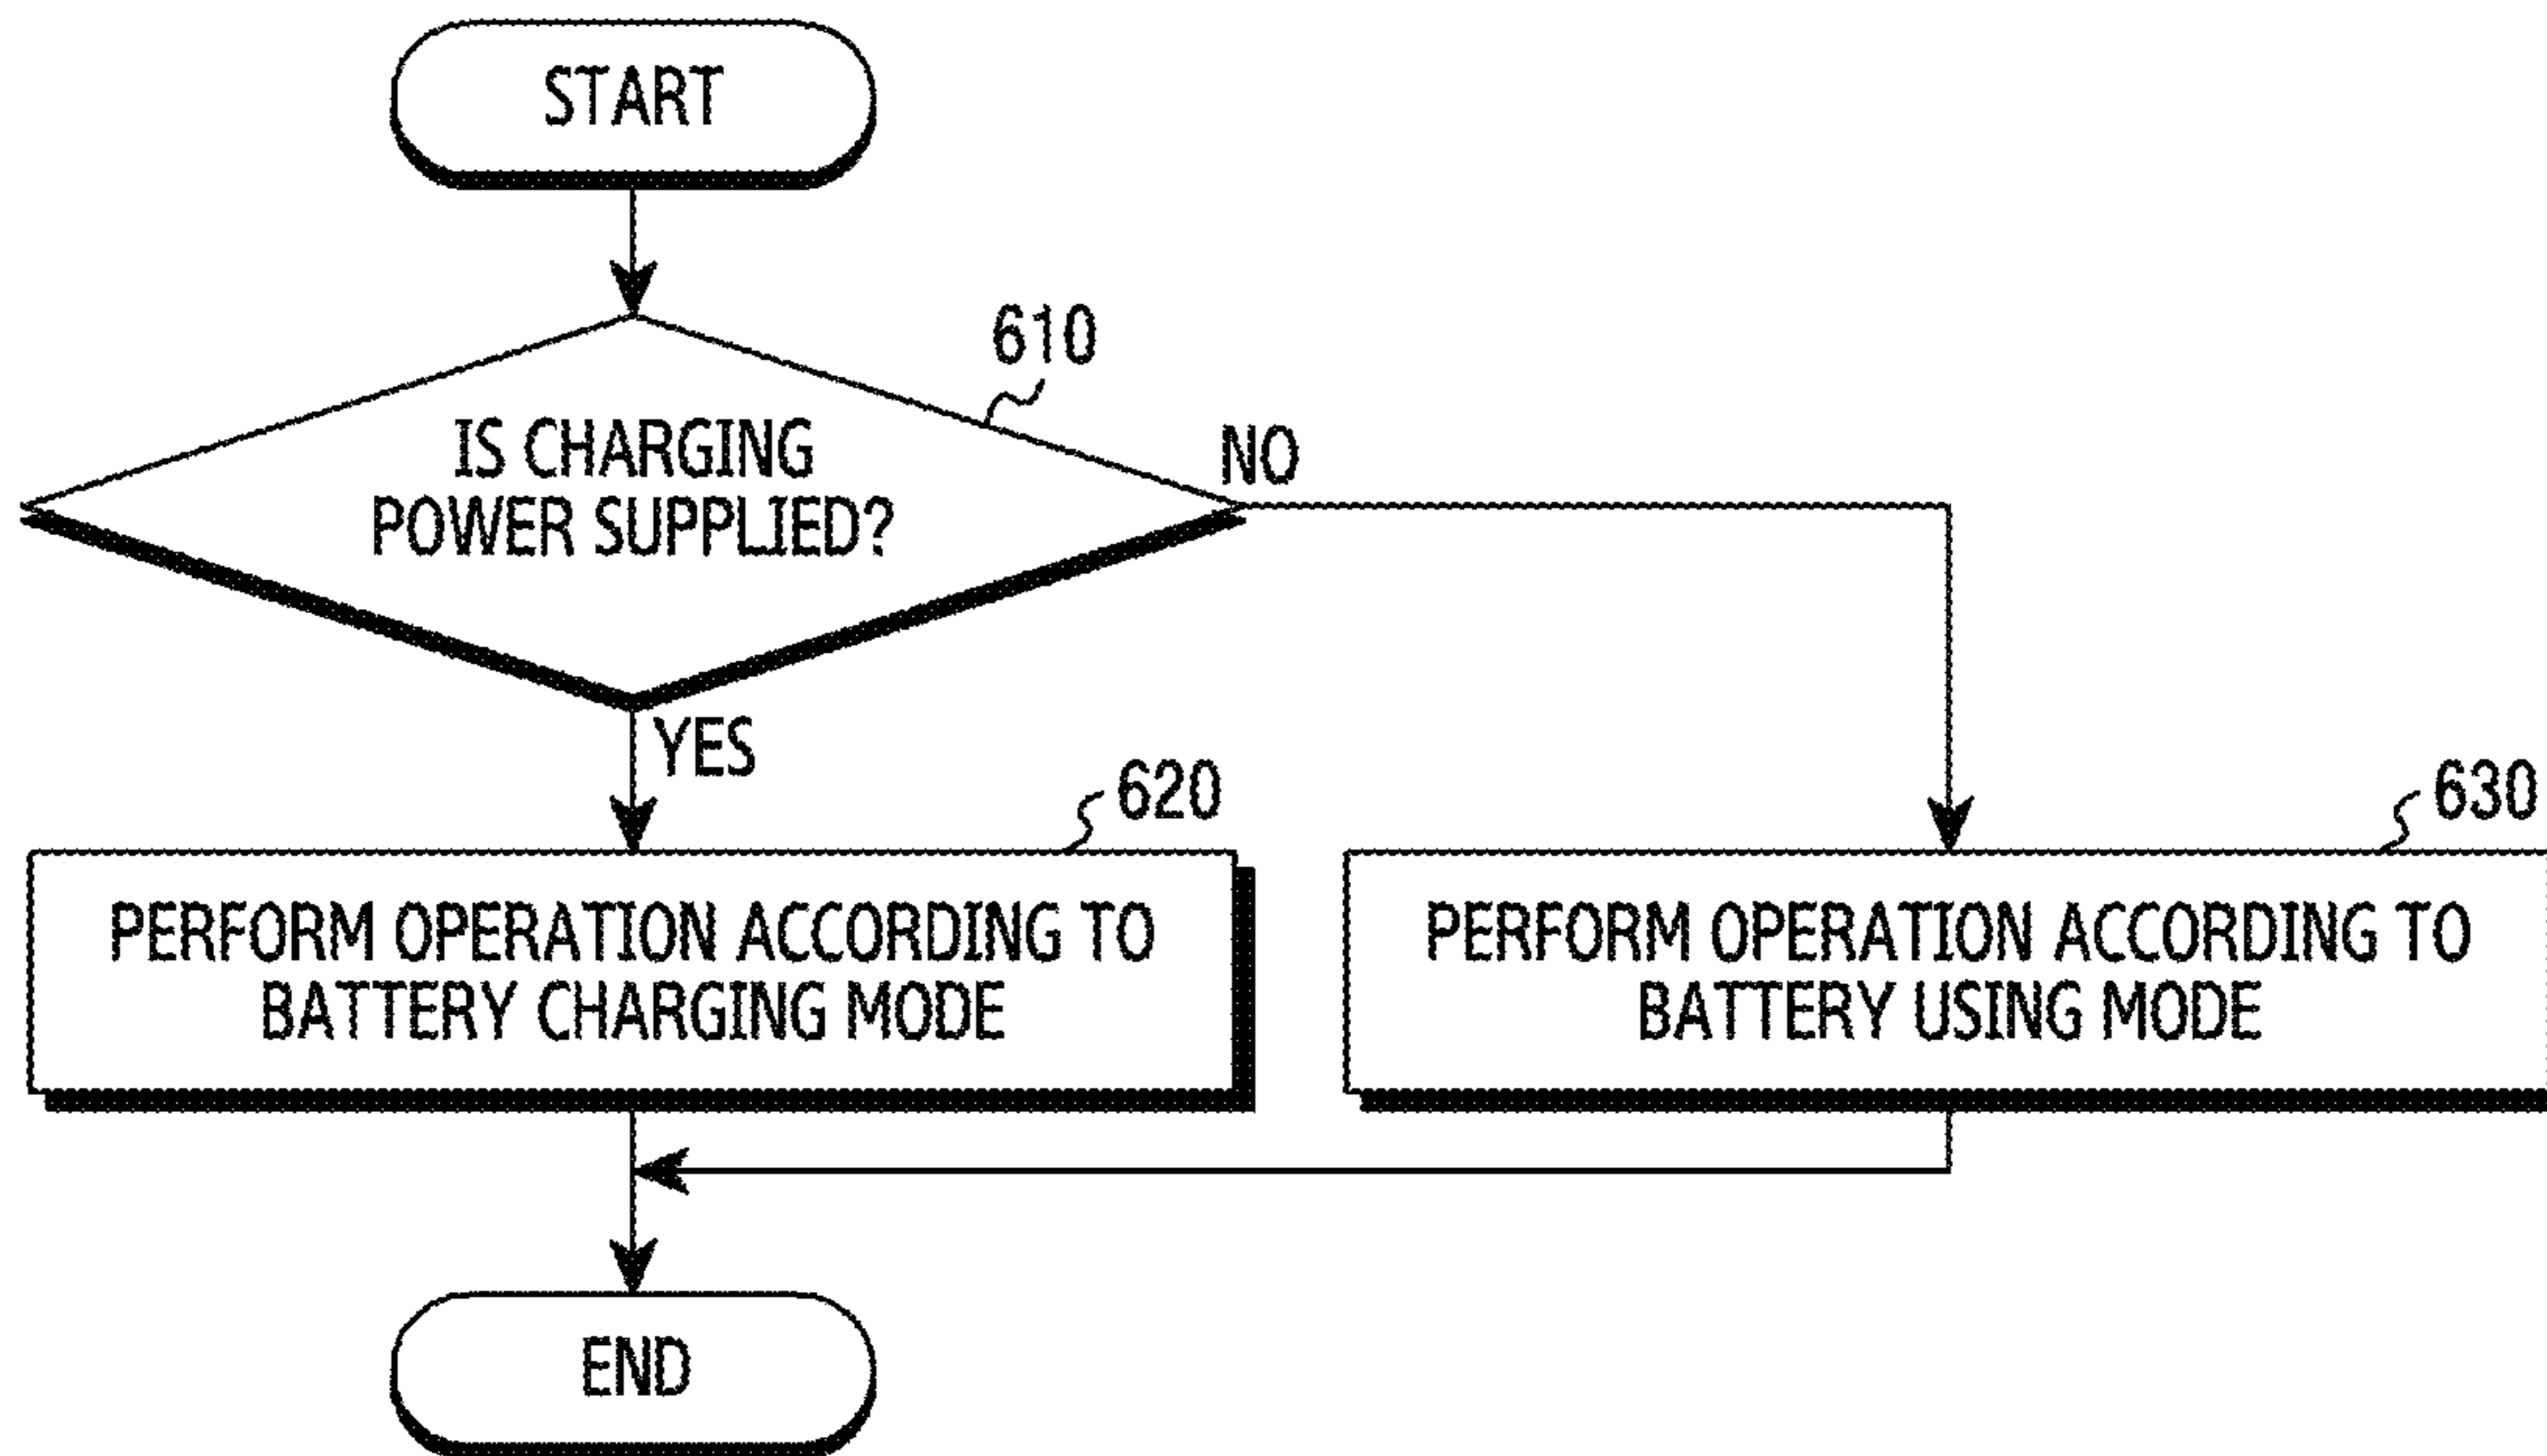 START
610
IS CHARGING
POWER SUPPLIED?
NO
YES
620
630
PERFORM OPERATION ACCORDING TO
BATTERY CHARGING MODE
PERFORM OPERATION ACCORDING TO
BATTERY USING MODE
END